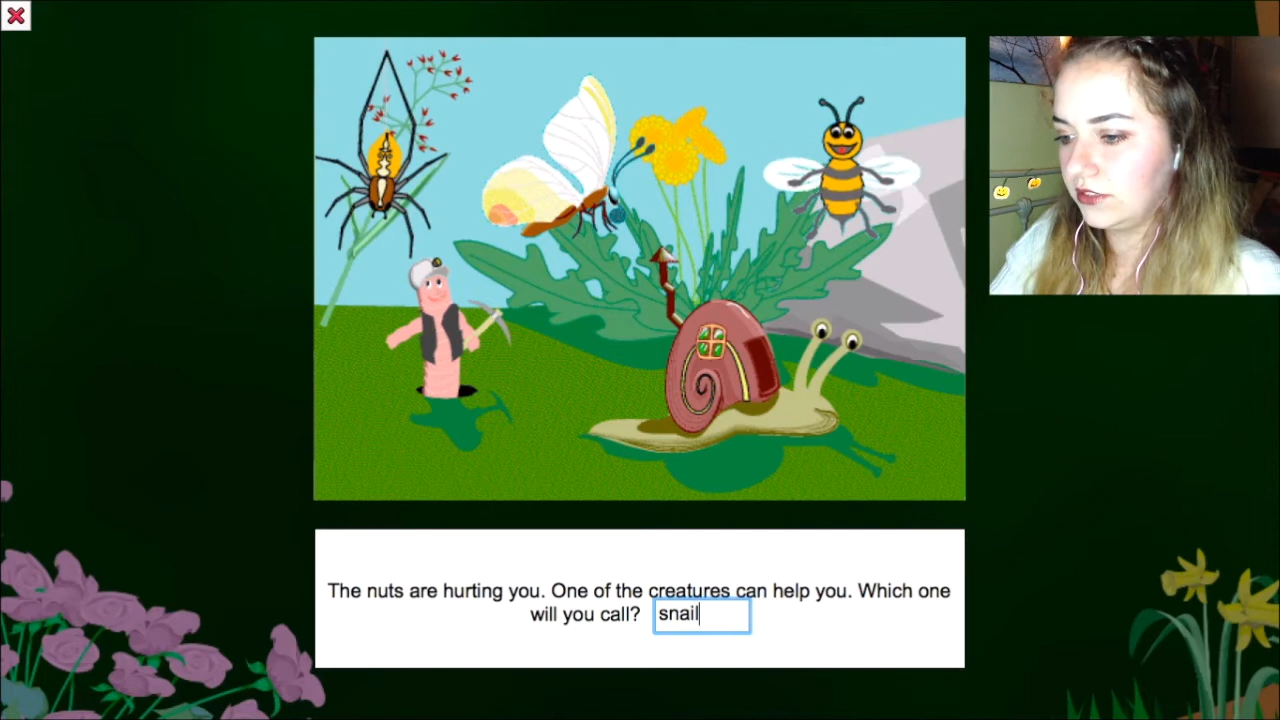 The nuts are hurting you. One of the creatures can help you. Which one
will you call? snail